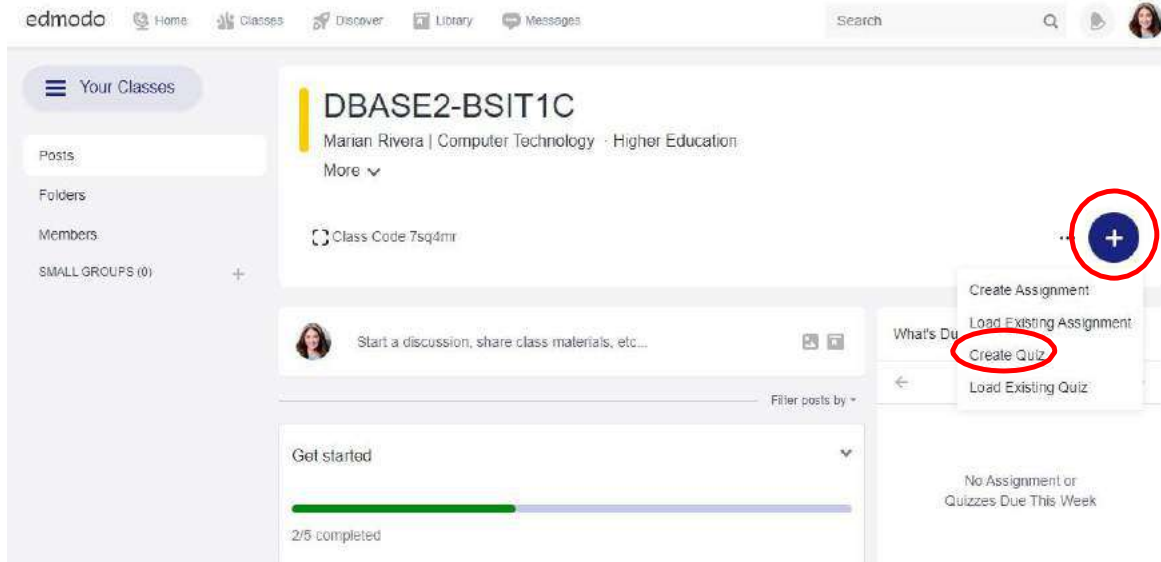 edmodo Home Classes Discover Library Messages Search
Your Classes
Posts
Folders
Members
SMALL GROUPS (0) +
DBASE2-BSIT1C
Marian Rivera | Computer Technology · Higher Education
More
Class Code 7sq4mr
... +
Create Assignment
Load Existing Assignment
Create Quiz
Load Existing Quiz
Start a discussion, share class materials, etc...
What's Du
Filter posts by
Get started
2/5 completed
No Assignment or
Quizzes Due This Week